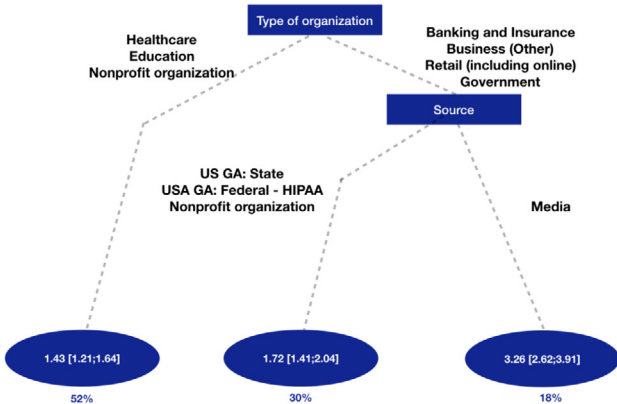 Type of organization
Healthcare
Education
Nonprofit organization
Banking and Insurance
Business (Other)
Retail (including online)
Government
Source
US GA: State
USA GA: Federal - HIPAA
Nonprofit organization
Media
1.43 [1.21;1.64]
1.72 [1.41;2.04]
3.26 [2.62;3.91]
52%
30%
18%